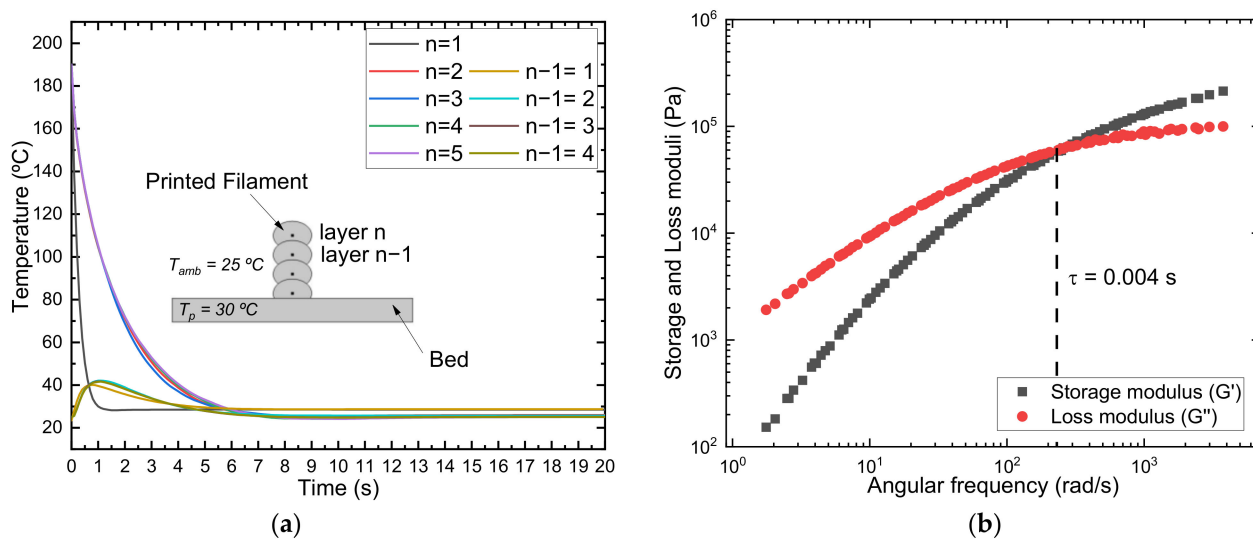 200
180
160
140
120
100
80
60
40
20
Temperature (ºC)
n=1
n=2 n−1= 1
n=3 n−1= 2
n=4 n−1= 3
n=5 n−1= 4
Printed Filament
layer n
layer n−1
T_amb = 25 ºC
T_p = 30 ºC
Bed
0 1 2 3 4 5 6 7 8 9 10 11 12 13 14 15 16 17 18 19 20
Time (s)
(a)
10^6
10^5
10^4
10^3
10^2
Storage and Loss moduli (Pa)
τ = 0.004 s
Storage modulus (G')
Loss modulus (G'')
10^0 10^1 10^2 10^3
Angular frequency (rad/s)
(b)